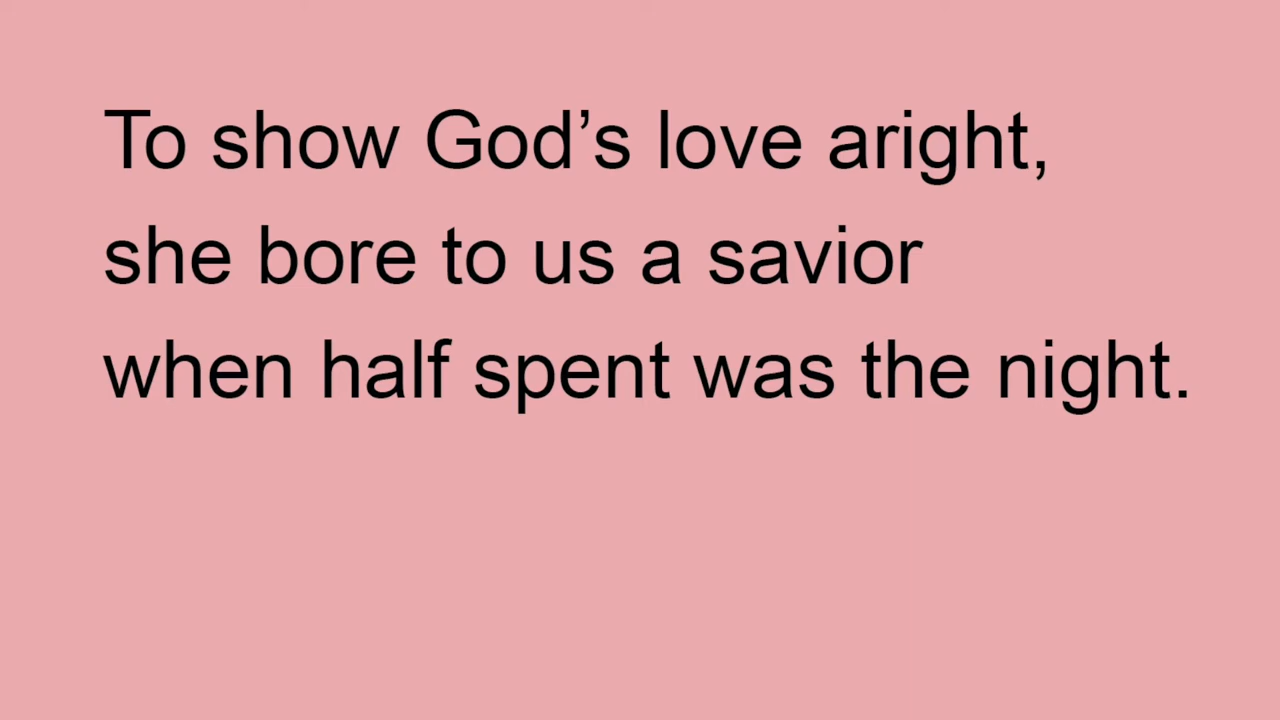 To show God’s love aright,
she bore to us a savior
when half spent was the night.